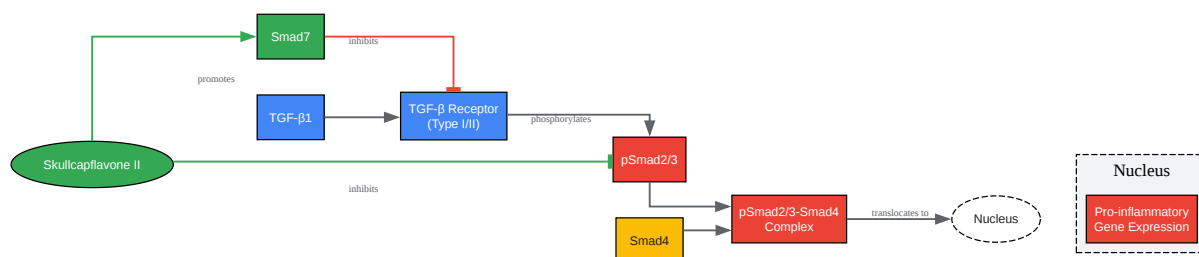 Smad7
inhibits
promotes
TGF-β1
TGF-β Receptor
(Type I/II)
phosphorylates
Skullcapflavone II
pSmad2/3
inhibits
Smad4
pSmad2/3-Smad4
Complex
translocates to
Nucleus
Nucleus
Pro-inflammatory
Gene Expression